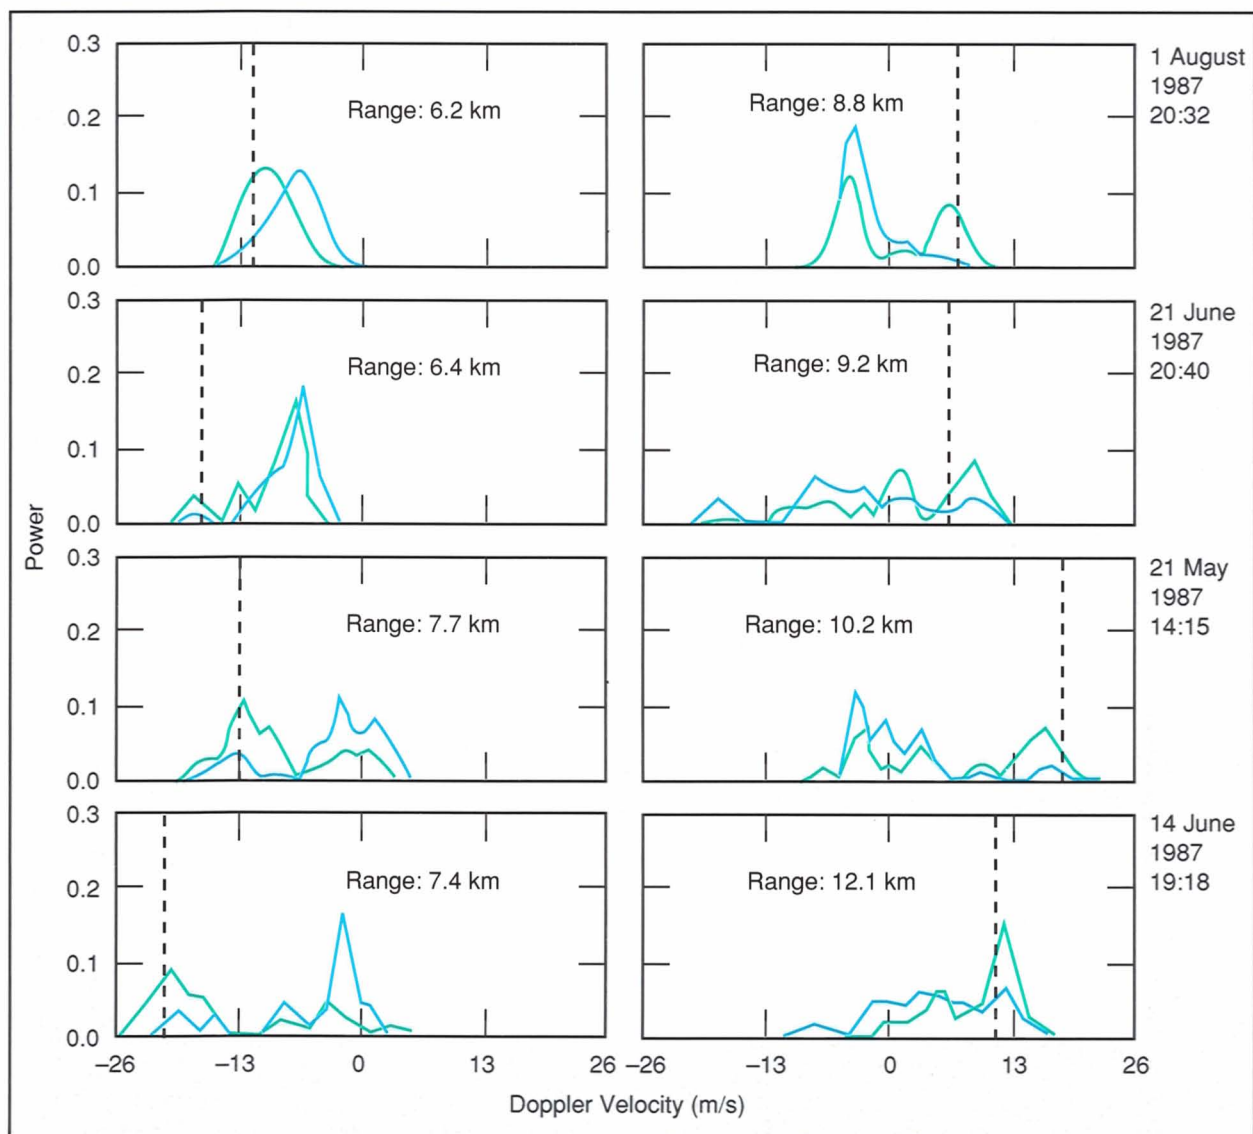 0.3
0.2
0.1
0.0
Range: 6.2 km
Range: 8.8 km
1 August
1987
20:32
0.3
0.2
0.1
0.0
Range: 6.4 km
Range: 9.2 km
21 June
1987
20:40
0.3
0.2
0.1
0.0
Range: 7.7 km
Range: 10.2 km
21 May
1987
14:15
0.3
0.2
0.1
0.0
Range: 7.4 km
Range: 12.1 km
14 June
1987
19:18
Power
–26 –13 0 13 26 –26 –13 0 13 26
Doppler Velocity (m/s)